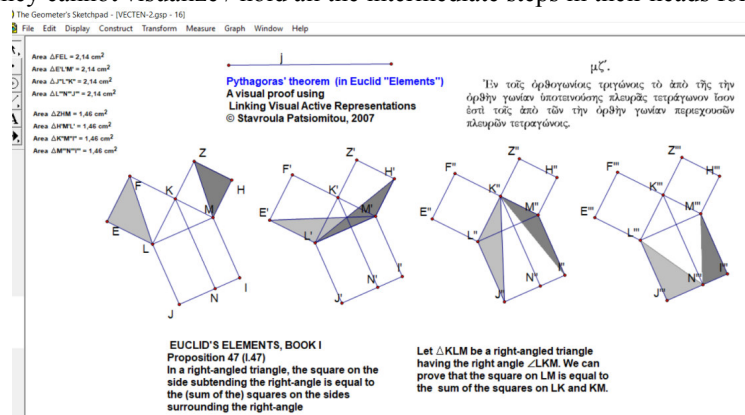 The Geometer's Sketchpad - [VECTEN-2.gsp - 16]
File Edit Display Construct Transform Measure Graph Window Help
Area △FEL = 2,14 cm²
Area △E'L'M' = 2,14 cm²
Area △J"L"K" = 2,14 cm²
Area △L'''N'''J''' = 2,14 cm²
Area △ZHM = 1,46 cm²
Area △H'M'L' = 1,46 cm²
Area △K"M"I" = 1,46 cm²
Area △M'''N'''I''' = 1,46 cm²
j
Pythagoras' theorem (in Euclid "Elements")
A visual proof using
Linking Visual Active Representations
© Stavroula Patsiomitou, 2007
μζʹ.
Ἐν τοῖς ὀρθογωνίοις τριγώνοις τὸ ἀπὸ τῆς τὴν
ὀρθὴν γωνίαν ὑποτεινούσης πλευρᾶς τετράγωνον ἴσον
ἐστὶ τοῖς ἀπὸ τῶν τὴν ὀρθὴν γωνίαν περιεχουσῶν
πλευρῶν τετραγώνοις.
Z F K H M E L I N J
Z' F' H' K' M' E' L' I' N' J'
Z" F" H" K" M" E" L" I" N" J"
Z''' F''' H''' K''' M''' E''' L''' I''' N''' J'''
EUCLID'S ELEMENTS, BOOK I
Proposition 47 (I.47)
In a right-angled triangle, the square on the
side subtending the right-angle is equal to
the (sum of the) squares on the sides
surrounding the right-angle
Let △KLM be a right-angled triangle
having the right angle ∠LKM. We can
prove that the square on LM is equal to
the sum of the squares on LK and KM.